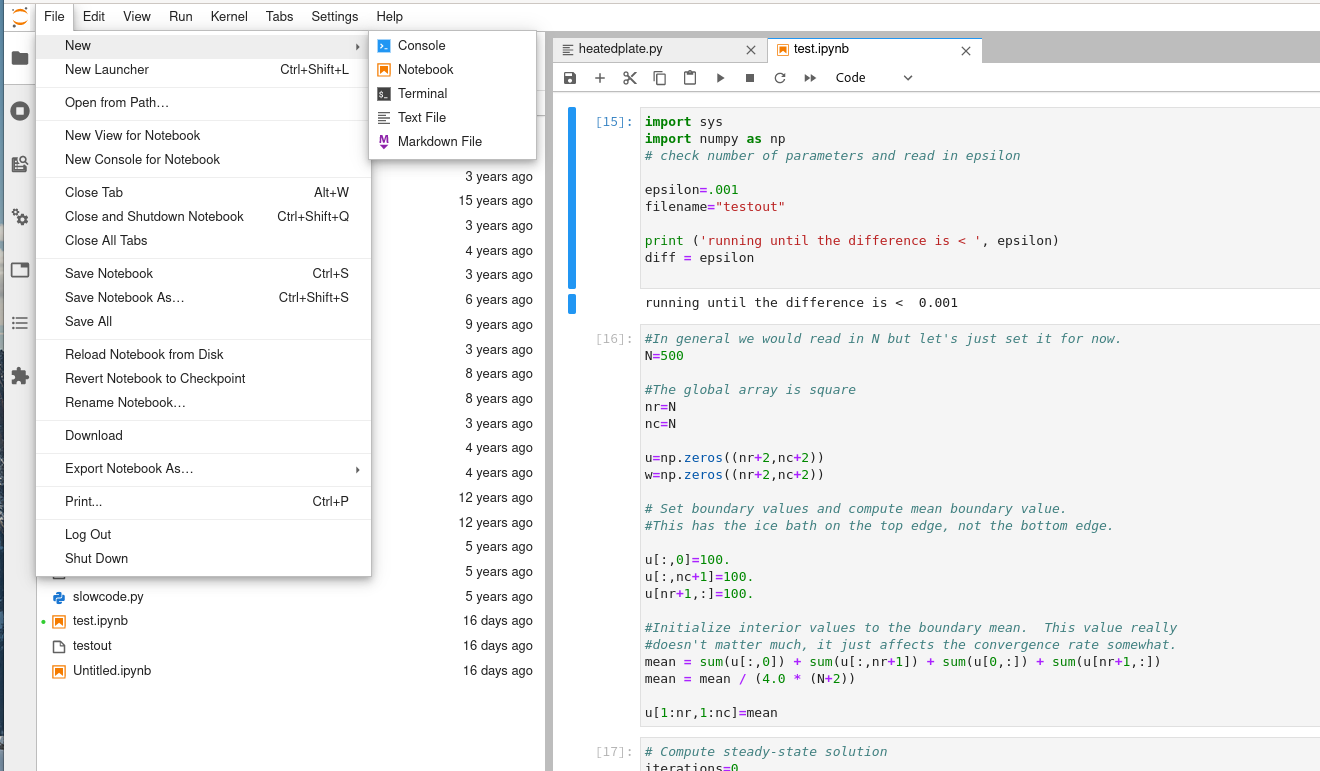 File Edit View Run Kernel Tabs Settings Help
New
New Launcher Ctrl+Shift+L
Open from Path…
New View for Notebook
New Console for Notebook
Close Tab Alt+W
Close and Shutdown Notebook Ctrl+Shift+Q
Close All Tabs
Save Notebook Ctrl+S
Save Notebook As… Ctrl+Shift+S
Save All
Reload Notebook from Disk
Revert Notebook to Checkpoint
Rename Notebook…
Download
Export Notebook As…
Print... Ctrl+P
Log Out
Shut Down
Console
Notebook
Terminal
Text File
Markdown File
3 years ago
15 years ago
3 years ago
4 years ago
3 years ago
6 years ago
9 years ago
3 years ago
8 years ago
8 years ago
3 years ago
4 years ago
4 years ago
12 years ago
12 years ago
5 years ago
5 years ago
slowcode.py 5 years ago
test.ipynb 16 days ago
testout 16 days ago
Untitled.ipynb 16 days ago
heatedplate.py
test.ipynb
Code
[15]: import sys
import numpy as np
# check number of parameters and read in epsilon
epsilon=.001
filename="testout"
print ('running until the difference is < ', epsilon)
diff = epsilon
running until the difference is <  0.001
[16]: #In general we would read in N but let's just set it for now.
N=500
#The global array is square
nr=N
nc=N
u=np.zeros((nr+2,nc+2))
w=np.zeros((nr+2,nc+2))
# Set boundary values and compute mean boundary value.
#This has the ice bath on the top edge, not the bottom edge.
u[:,0]=100.
u[:,nc+1]=100.
u[nr+1,:]=100.
#Initialize interior values to the boundary mean.  This value really
#doesn't matter much, it just affects the convergence rate somewhat.
mean = sum(u[:,0]) + sum(u[:,nr+1]) + sum(u[0,:]) + sum(u[nr+1,:])
mean = mean / (4.0 * (N+2))
u[1:nr,1:nc]=mean
[17]: # Compute steady-state solution
iterations=0